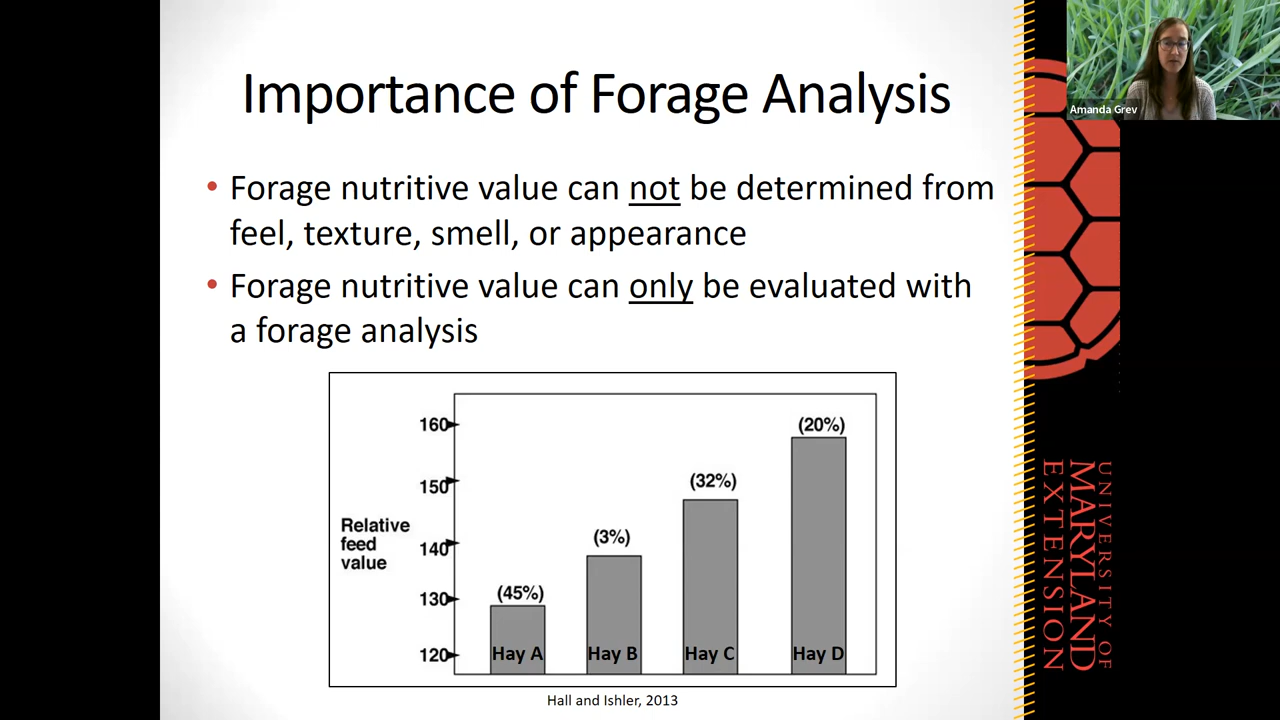 Importance of Forage Analysis
Amanda Grev
• Forage nutritive value can not be determined from
feel, texture, smell, or appearance
• Forage nutritive value can only be evaluated with
a forage analysis
160
150
140
130
120
Relative
feed
value
(45%)
(3%)
(32%)
(20%)
Hay A
Hay B
Hay C
Hay D
Hall and Ishler, 2013
UNIVERSITY OF
MARYLAND
EXTENSION